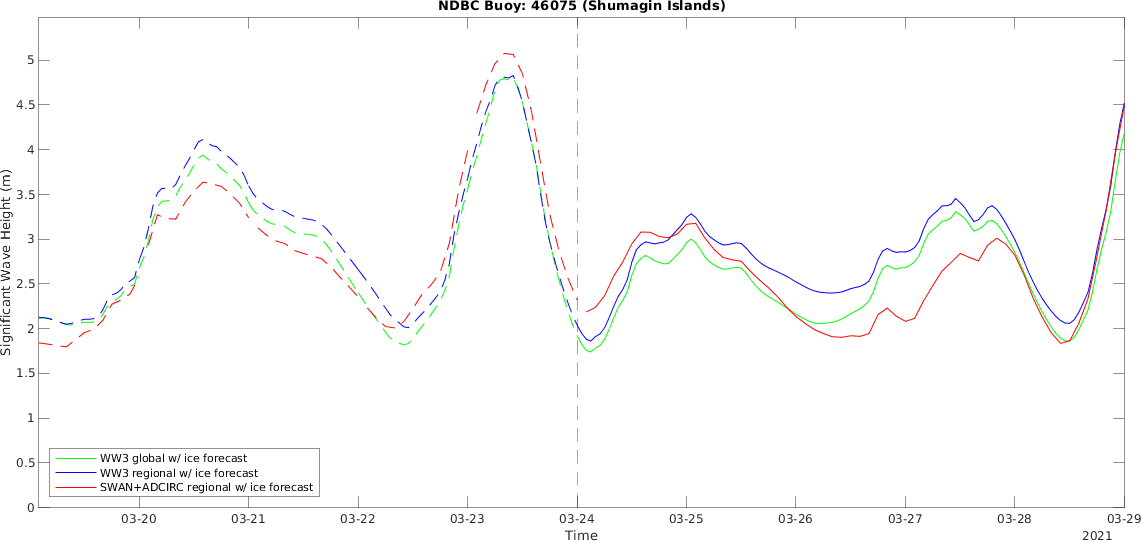 NDBC Buoy: 46075 (Shumagin Islands)
Significant Wave Height (m)
5
4.5
4
3.5
3
2.5
2
1.5
1
0.5
0
WW3 global w/ ice forecast
WW3 regional w/ ice forecast
SWAN+ADCIRC regional w/ ice forecast
03-20 03-21 03-22 03-23 03-24 03-25 03-26 03-27 03-28 03-29
Time
2021